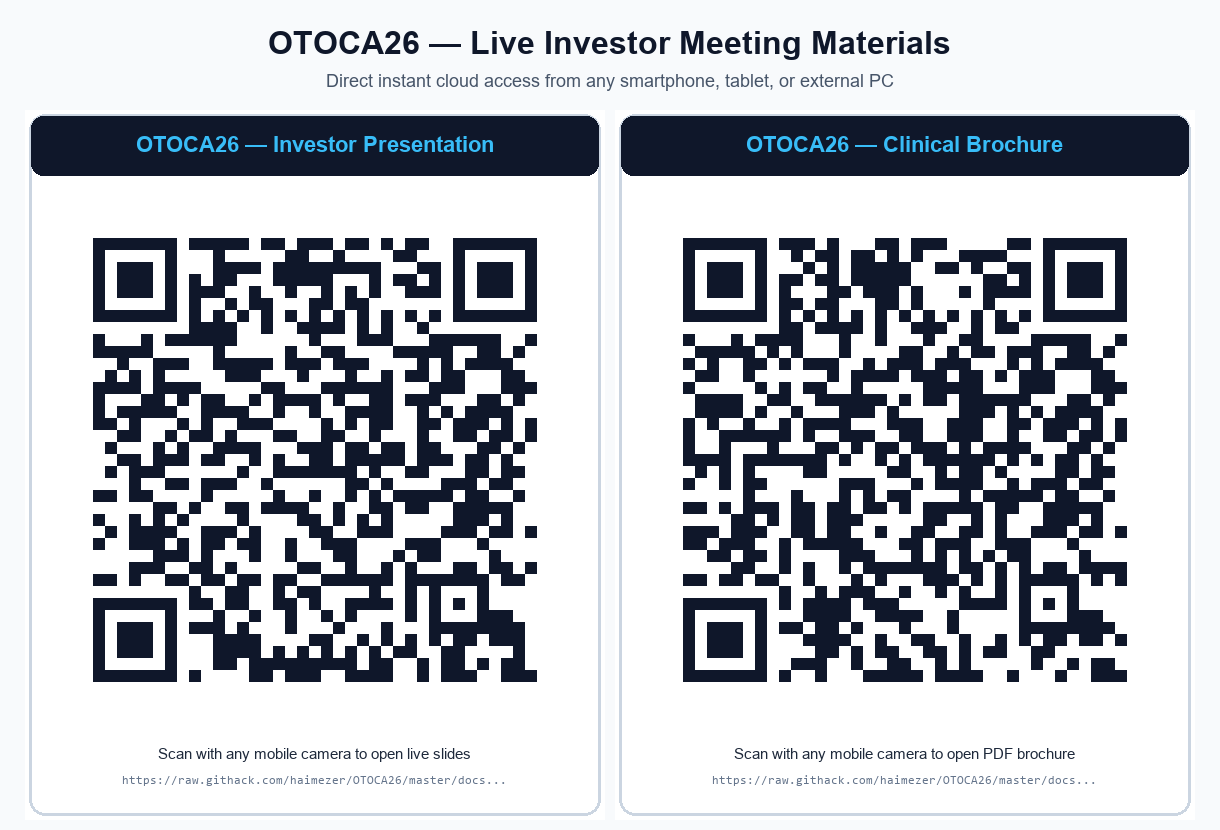 OTOCA26 — Live Investor Meeting Materials
Direct instant cloud access from any smartphone, tablet, or external PC
OTOCA26 — Investor Presentation
Scan with any mobile camera to open live slides
https://raw.githack.com/haimezer/OTOCA26/master/docs...
OTOCA26 — Clinical Brochure
Scan with any mobile camera to open PDF brochure
https://raw.githack.com/haimezer/OTOCA26/master/docs...